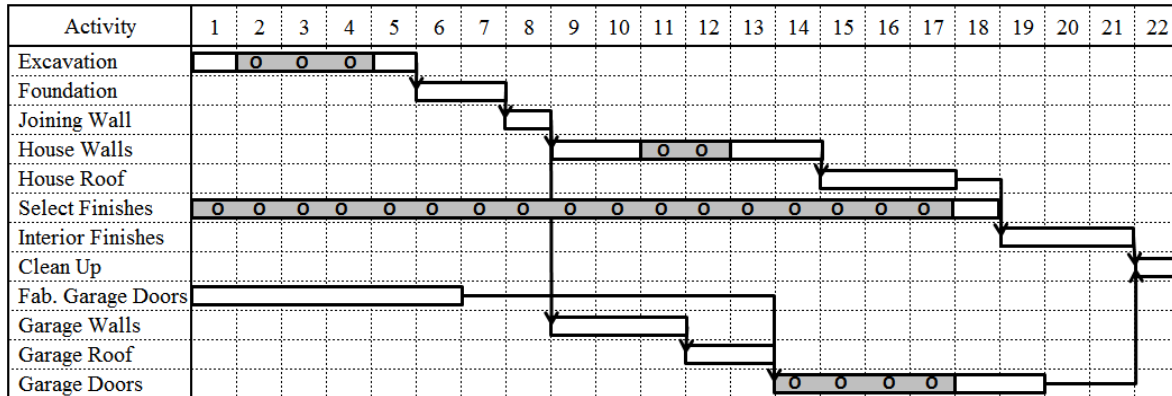 Activity 1 2 3 4 5 6 7 8 9 10 11 12 13 14 15 16 17 18 19 20 21 22
Excavation o o o
Foundation
Joining Wall
House Walls o o
House Roof
Select Finishes o o o o o o o o o o o o o o o o o
Interior Finishes
Clean Up
Fab. Garage Doors
Garage Walls
Garage Roof
Garage Doors o o o o